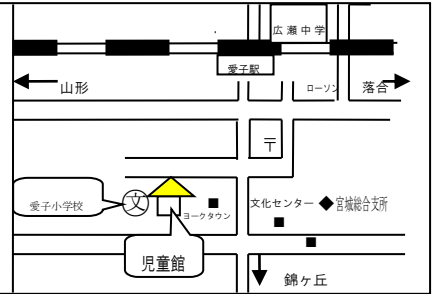 広瀬中学
愛子駅
山形
ローソン
落合
〒
愛子小学校
文
ヨークタウン
文化センター
宮城総合支所
児童館
錦ヶ丘